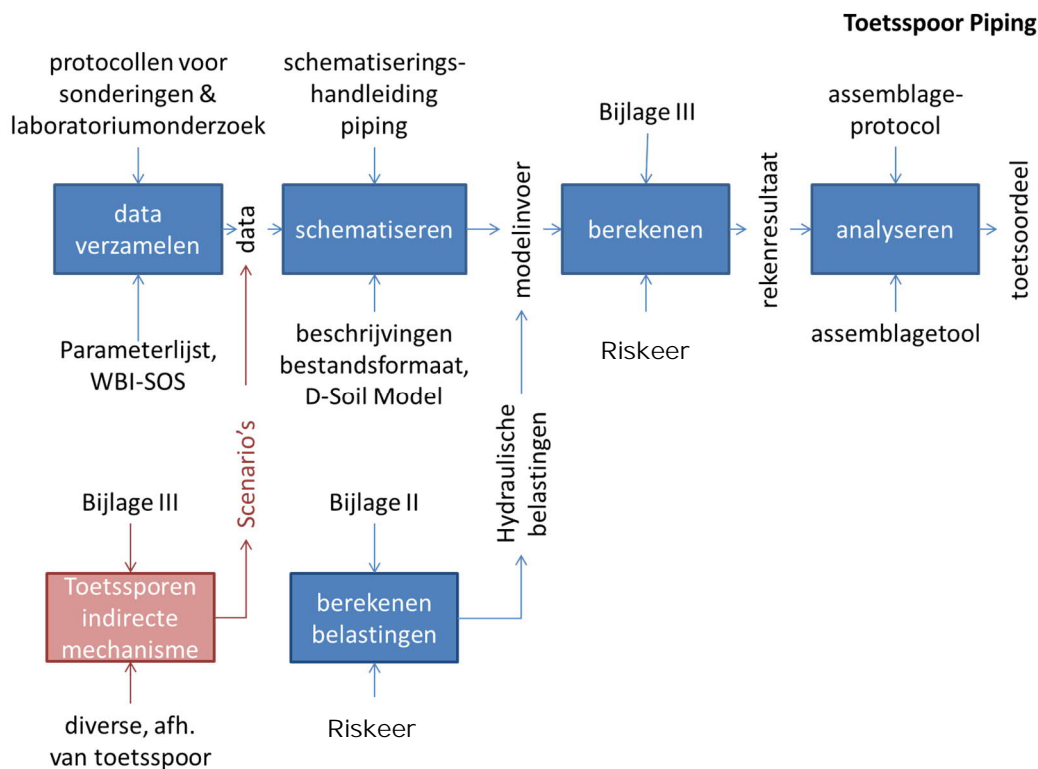 Toetsspoor Piping
protocollen voor
sonderingen &
laboratoriumonderzoek
schematiserings-
handleiding
piping
Bijlage III
assemblage-
protocol
data
verzamelen
data
schematiseren
modelinvoer
berekenen
rekenresultaat
analyseren
toetsoordeel
Parameterlijst,
WBI-SOS
beschrijvingen
bestandsformaat,
D-Soil Model
Riskeer
assemblagetool
Scenario's
Hydraulische
belastingen
Bijlage III
Bijlage II
Toetssporen
indirecte
mechanisme
berekenen
belastingen
diverse, afh.
van toetsspoor
Riskeer